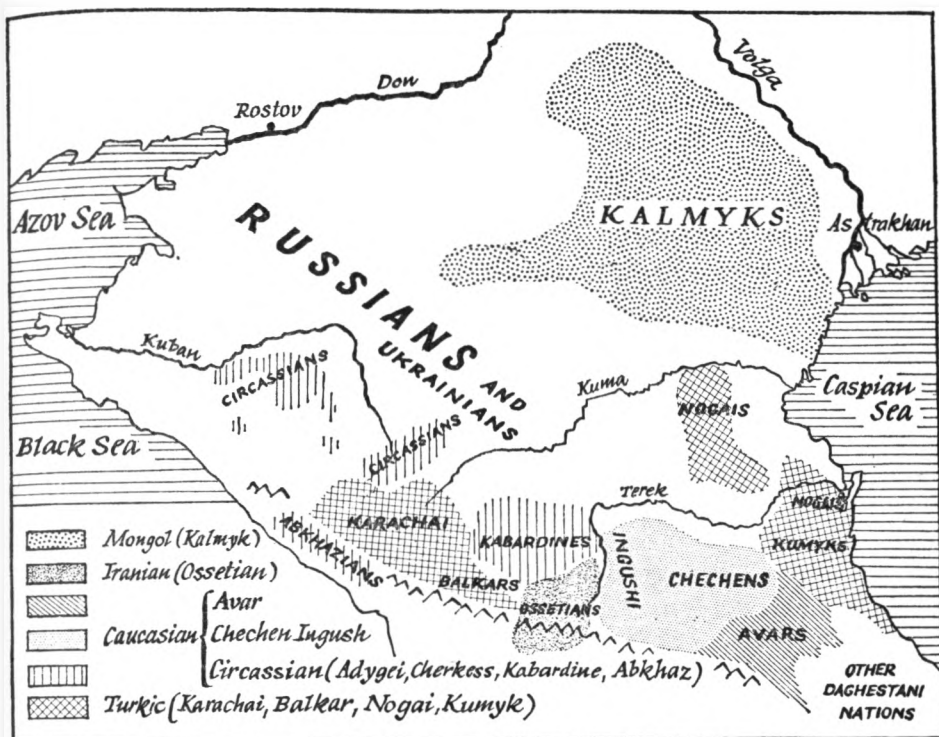 Volga
Don
Rostov
Azov Sea
KALMYKS
Astrakhan
RUSSIANS
AND
UKRAINIANS
Kuban
CIRCASSIANS
Kuma
Caspian
Sea
NOGAIS
Black Sea
CIRCASSIANS
Terek
NOGAIS
KARACHAI
KABARDINES
INGUSHI
KUMYKS
ABKHAZIANS
BALKARS
CHECHENS
OSSETIANS
AVARS
OTHER
DAGHESTANI
NATIONS
Mongol (Kalmyk)
Iranian (Ossetian)
Avar
Caucasian { Chechen Ingush
Circassian (Adygei, Cherkess, Kabardine, Abkhaz)
Turkic (Karachai, Balkar, Nogai, Kumyk)